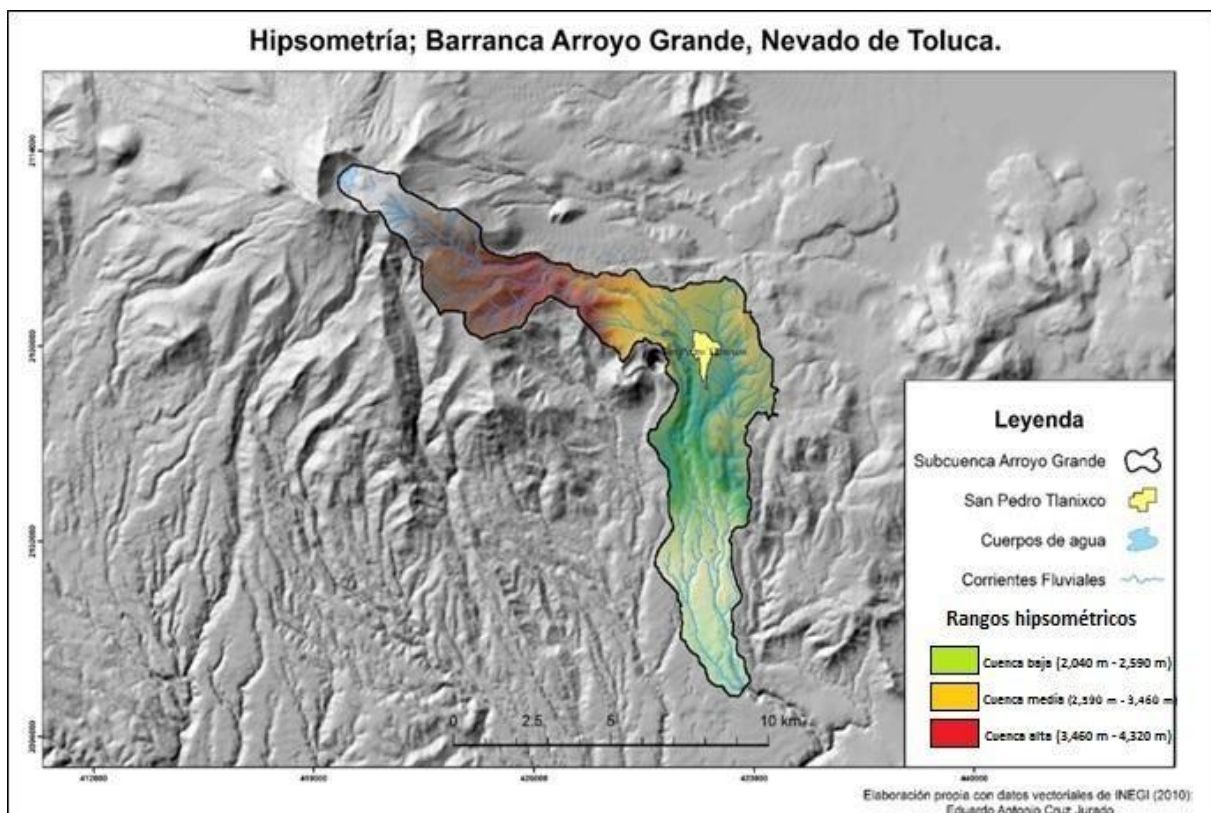 Hipsometría; Barranca Arroyo Grande, Nevado de Toluca.
Leyenda
Subcuenca Arroyo Grande
San Pedro Tlanixco
Cuerpos de agua
Corrientes Fluviales
Rangos hipsométricos
Cuenca baja (2,040 m - 2,590 m)
Cuenca media (2,590 m - 3,460 m)
Cuenca alta (3,460 m - 4,320 m)
0 2.5 5 10 km
2114000
412000
Elaboración propia con datos vectoriales de INEGI (2010):
Eduardo Antonio Cruz Jurado